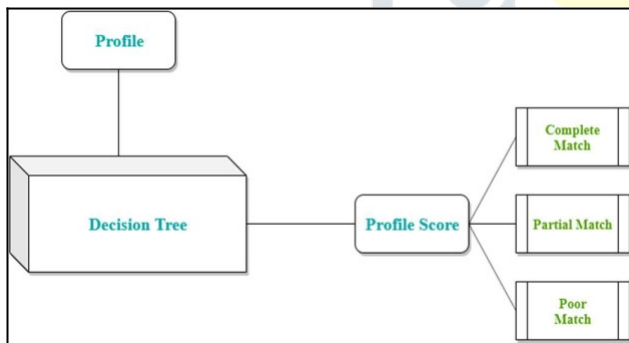 Profile
Decision Tree
Profile Score
Complete
Match
Partial Match
Poor
Match